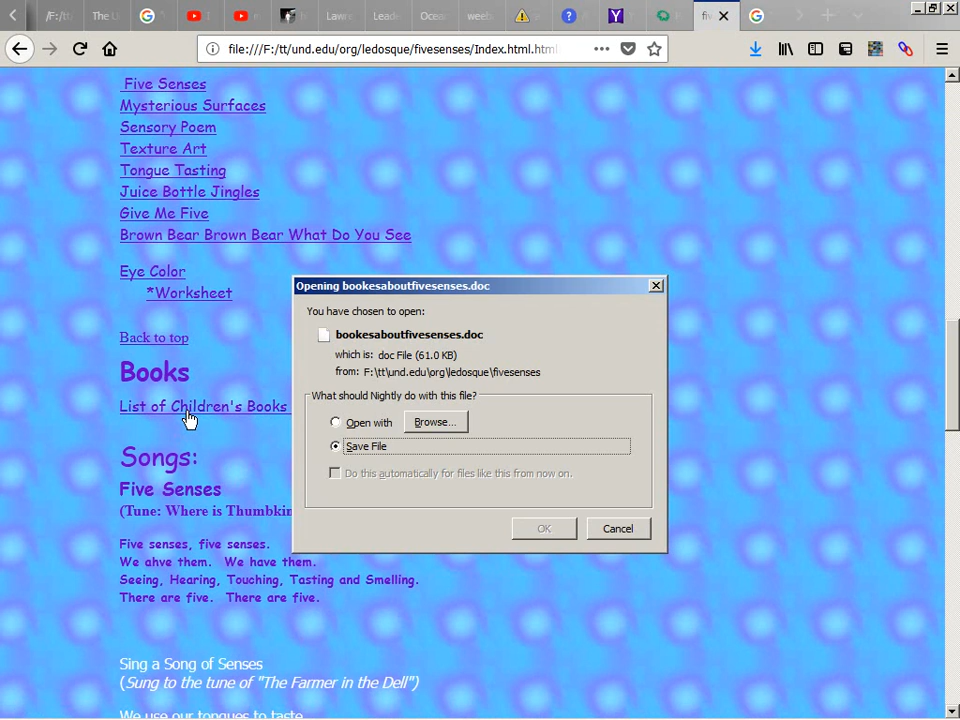 /F:/t
The U
Lawre
Leade
Ocea
weeb
fiv
file:///F:/tt/und.edu/org/ledosque/fivesenses/Index.html.html
Five Senses
Mysterious Surfaces
Sensory Poem
Texture Art
Tongue Tasting
Juice Bottle Jingles
Give Me Five
Brown Bear Brown Bear What Do You See
Eye Color
*Worksheet
Back to top
Books
List of Children's Books
Songs:
Five Senses
(Tune: Where is Thumbkin
Five senses, five senses.
We ahve them. We have them.
Seeing, Hearing, Touching, Tasting and Smelling.
There are five. There are five.
Sing a Song of Senses
(Sung to the tune of "The Farmer in the Dell")
We use our tongues to taste
Opening bookesaboutfivesenses.doc
You have chosen to open:
bookesaboutfivesenses.doc
which is: doc File (61.0 KB)
from: F:\tt\und.edu\org\ledosque\fivesenses
What should Nightly do with this file?
Open with Browse...
Save File
Do this automatically for files like this from now on.
OK Cancel